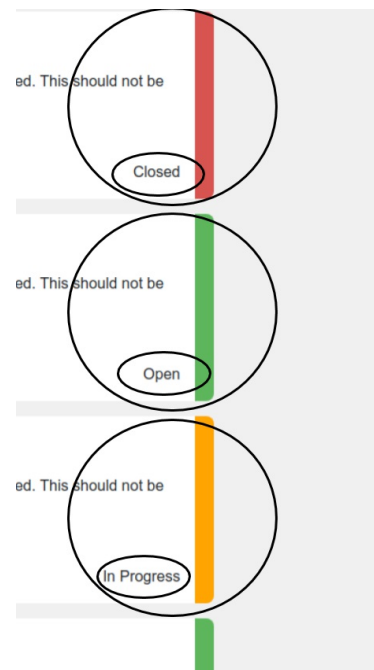 ed. This should not be
Closed
ed. This should not be
Open
ed. This should not be
In Progress